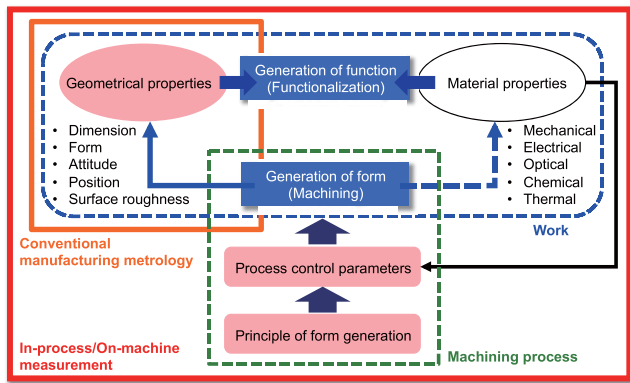 Geometrical properties
Generation of function
(Functionalization)
Material properties
• Dimension
• Form
• Attitude
• Position
• Surface roughness
• Mechanical
• Electrical
• Optical
• Chemical
• Thermal
Generation of form
(Machining)
Work
Conventional
manufacturing metrology
Process control parameters
Principle of form generation
In-process/On-machine
measurement
Machining process